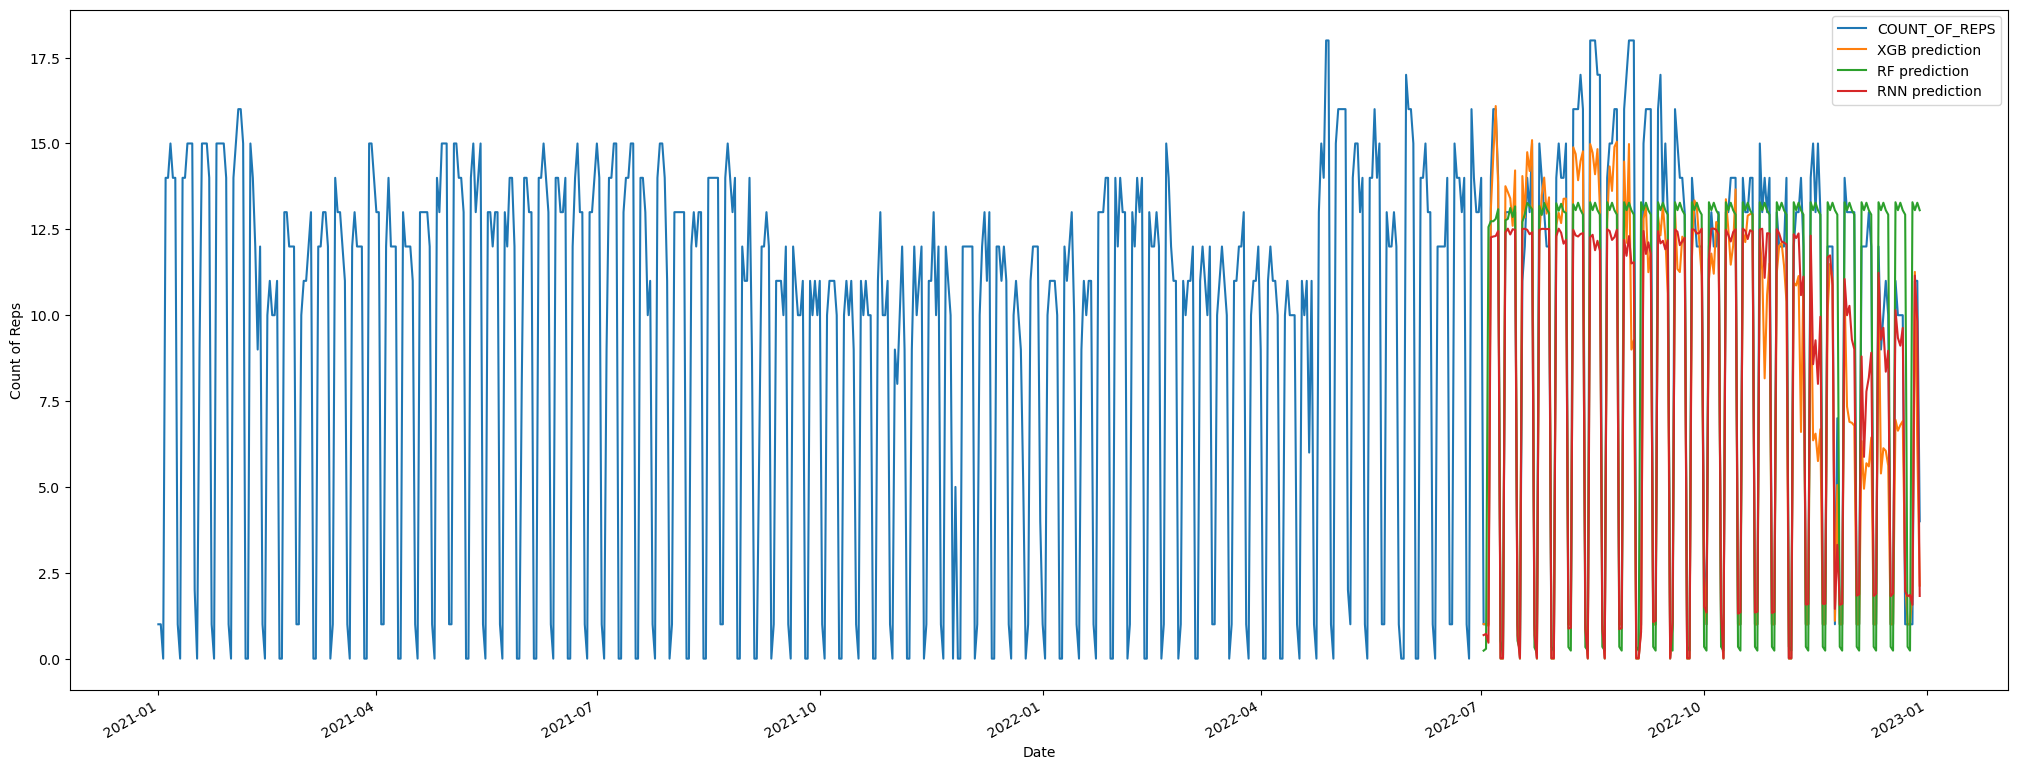 COUNT_OF_REPS
XGB prediction
RF prediction
RNN prediction
17.5
15.0
12.5
10.0
7.5
5.0
2.5
0.0
Count of Reps
2021-01
2021-04
2021-07
2021-10
2022-01
2022-04
2022-07
2022-10
2023-01
Date